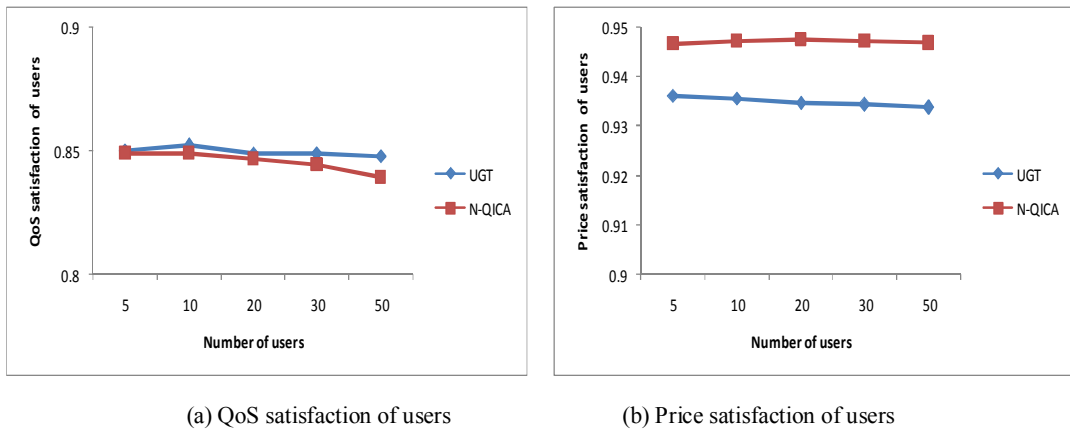 0.9
0.85
0.8
QoS satisfaction of users
5 10 20 30 50
Number of users
UGT
N-QICA
0.95
0.94
0.93
0.92
0.91
0.9
Price satisfaction of users
5 10 20 30 50
Number of users
UGT
N-QICA
(a) QoS satisfaction of users
(b) Price satisfaction of users